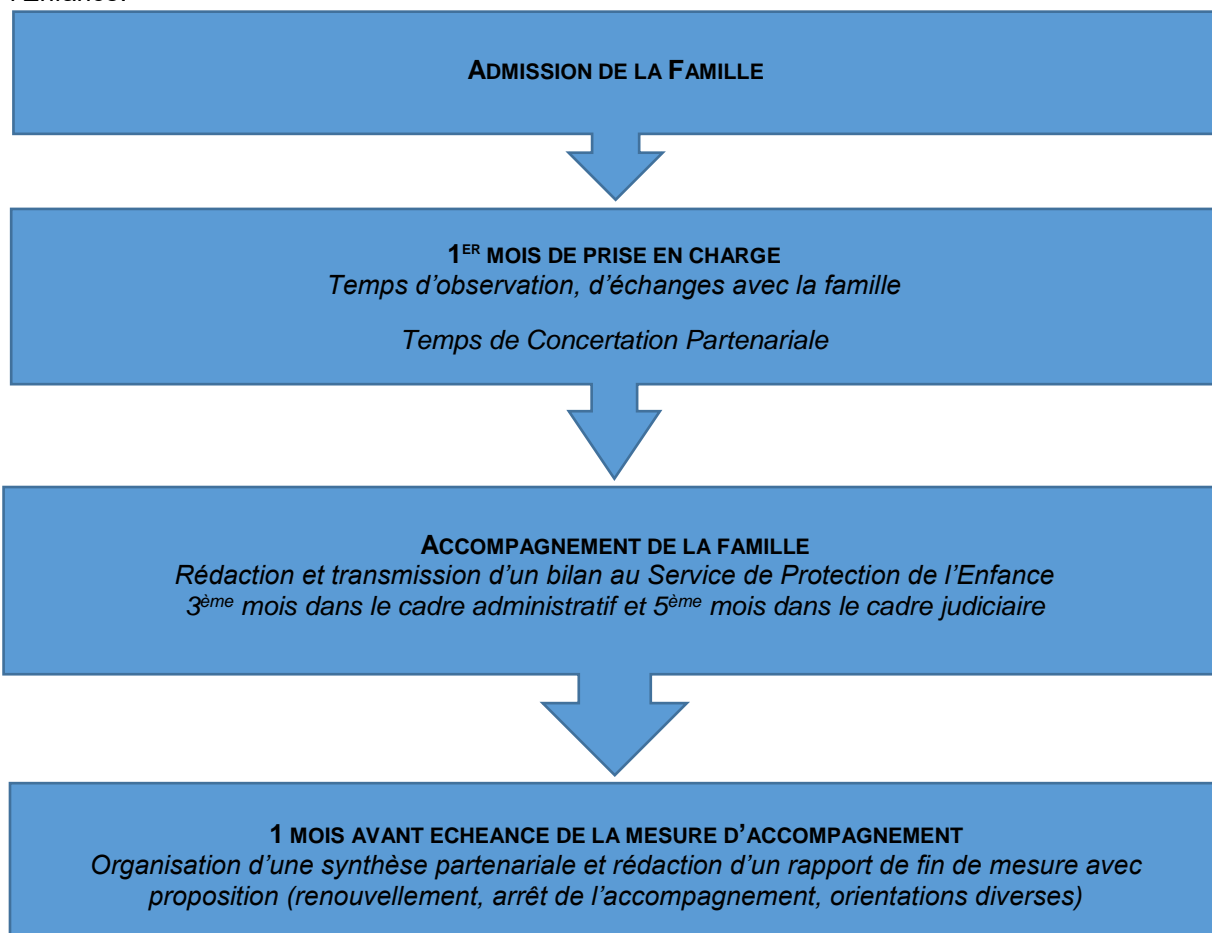 l'Enfance.
ADMISSION DE LA FAMILLE
1ER MOIS DE PRISE EN CHARGE
Temps d'observation, d'échanges avec la famille
Temps de Concertation Partenariale
ACCOMPAGNEMENT DE LA FAMILLE
Rédaction et transmission d'un bilan au Service de Protection de l'Enfance
3ème mois dans le cadre administratif et 5ème mois dans le cadre judiciaire
1 MOIS AVANT ECHEANCE DE LA MESURE D'ACCOMPAGNEMENT
Organisation d'une synthèse partenariale et rédaction d'un rapport de fin de mesure avec
proposition (renouvellement, arrêt de l'accompagnement, orientations diverses)